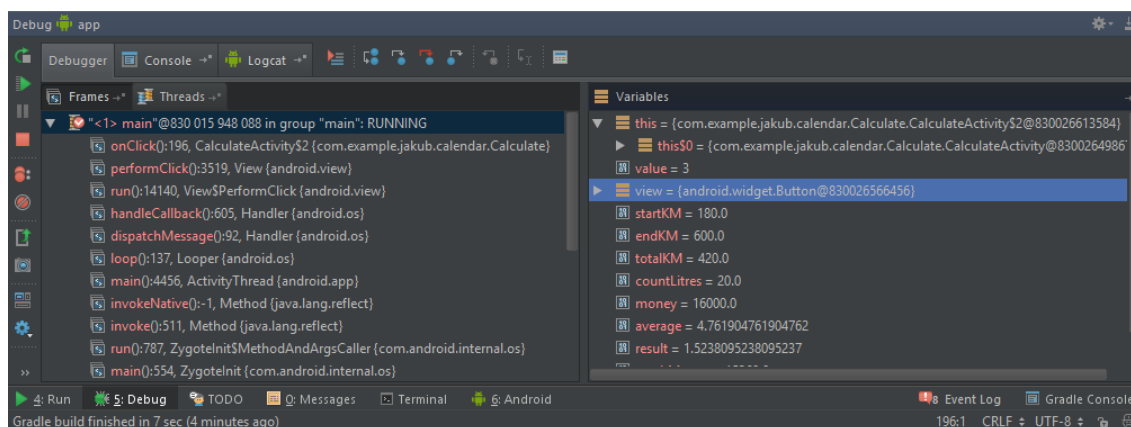 Debug app
Debugger Console Logcat
Frames Threads
"<1> main"@830 015 948 088 in group "main": RUNNING
onClick():196, CalculateActivity$2 {com.example.jakub.calendar.Calculate}
performClick():3519, View {android.view}
run():14140, View$PerformClick {android.view}
handleCallback():605, Handler {android.os}
dispatchMessage():92, Handler {android.os}
loop():137, Looper {android.os}
main():4456, ActivityThread {android.app}
invokeNative():-1, Method {java.lang.reflect}
invoke():511, Method {java.lang.reflect}
run():787, ZygoteInit$MethodAndArgsCaller {com.android.internal.os}
main():554, ZygoteInit {com.android.internal.os}
Variables
this = {com.example.jakub.calendar.Calculate.CalculateActivity$2@830026613584}
this$0 = {com.example.jakub.calendar.Calculate.CalculateActivity@8300264986
value = 3
view = {android.widget.Button@830026566456}
startKM = 180.0
endKM = 600.0
totalKM = 420.0
countLitres = 20.0
money = 16000.0
average = 4.761904761904762
result = 1.5238095238095237
4: Run 5: Debug TODO 0: Messages Terminal 6: Android 8 Event Log Gradle Console
Gradle build finished in 7 sec (4 minutes ago) 196:1 CRLF UTF-8